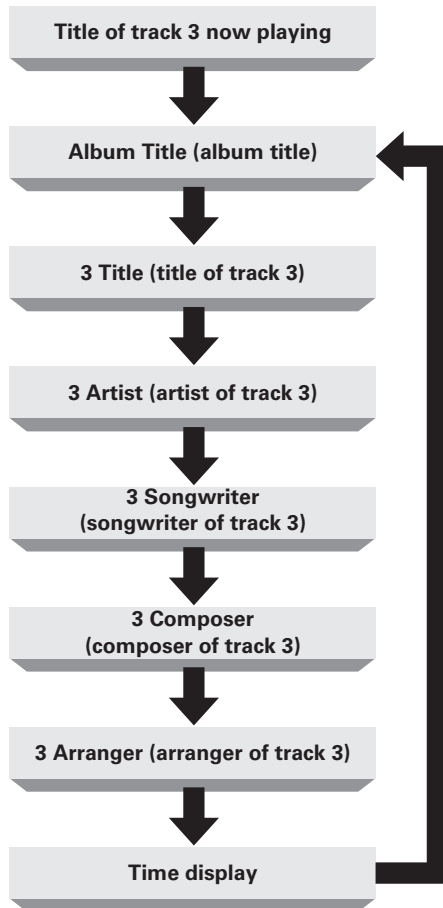 Title of track 3 now playing
Album Title (album title)
3 Title (title of track 3)
3 Artist (artist of track 3)
3 Songwriter
(songwriter of track 3)
3 Composer
(composer of track 3)
3 Arranger (arranger of track 3)
Time display